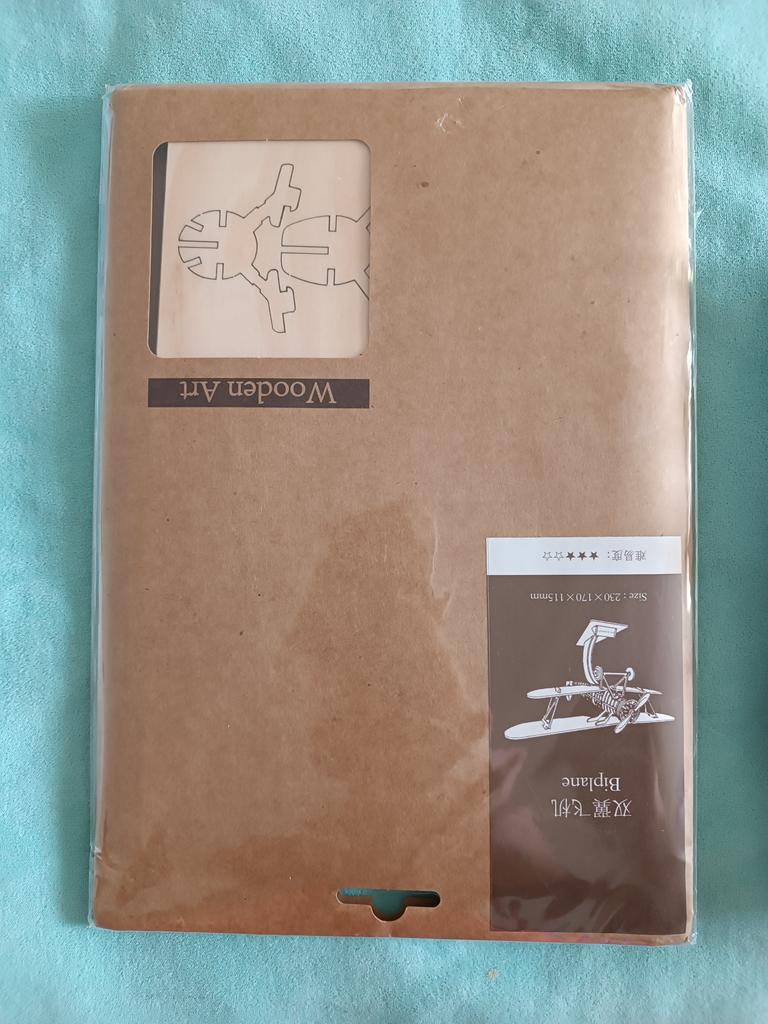 双翼飞机
Biplane
Size : 230×170×115mm
难易度: ★★★☆☆
Wooden Art